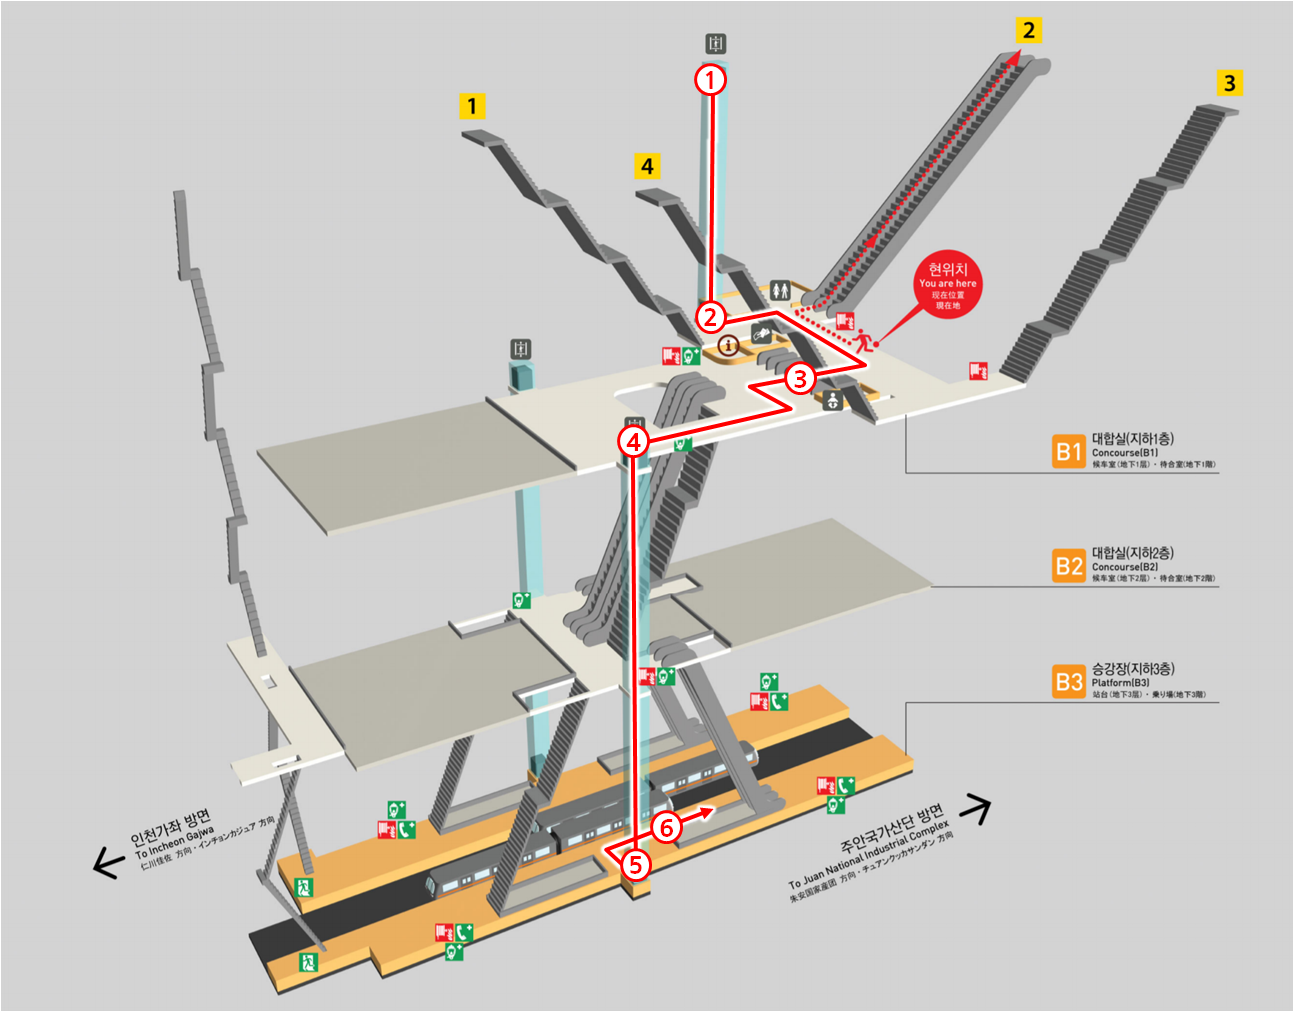 1
2
3
4
1
현위치
You are here
现在位置
現在地
2
i
3
4
B1
대합실(지하1층)
Concourse(B1)
候车室(地下1层)・待合室(地下1階)
B2
대합실(지하2층)
Concourse(B2)
候车室(地下2层)・待合室(地下2階)
B3
승강장(지하3층)
Platform(B3)
站台(地下3层)・乗り場(地下3階)
인천가좌 방면
To Incheon Gajwa
仁川佳佐 方向・インチョンカジュア 方向
6
5
주안국가산단 방면
To Juan National Industrial Complex
朱安国家産団 方向・チュアンクッカサンダン 方向